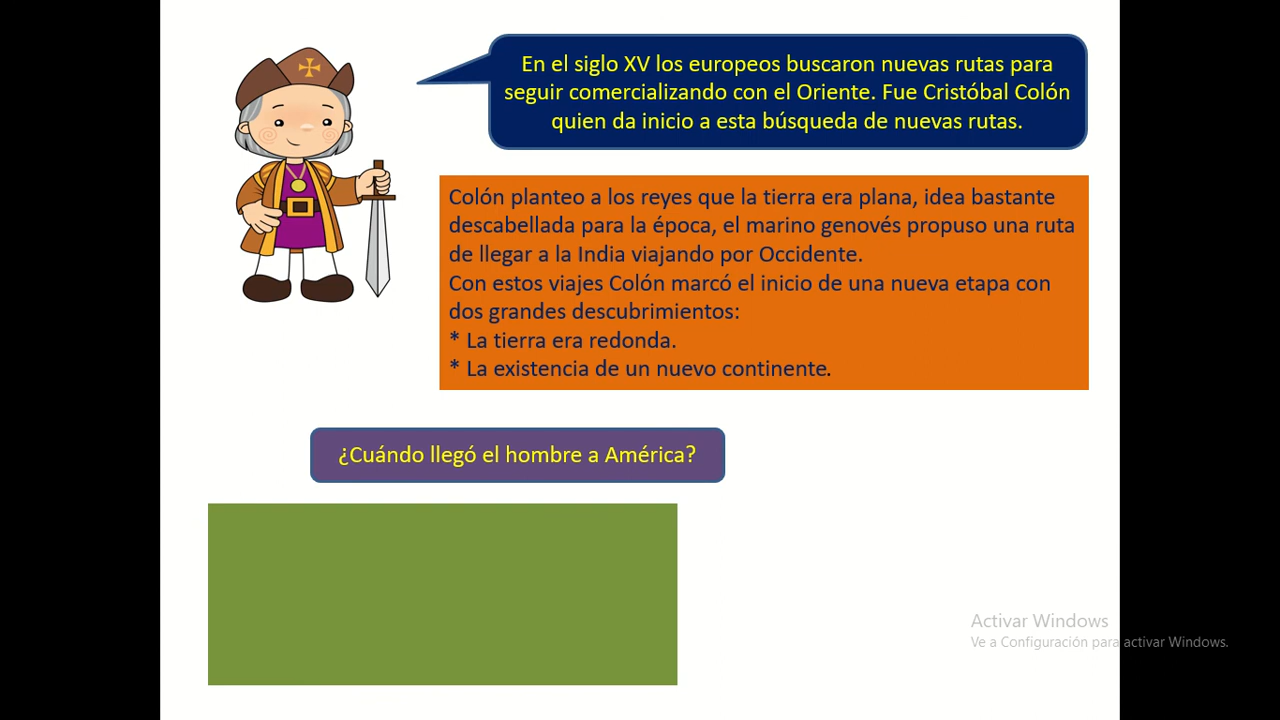 En el siglo XV los europeos buscaron nuevas rutas para
seguir comercializando con el Oriente. Fue Cristóbal Colón
quien da inicio a esta búsqueda de nuevas rutas.
Colón planteo a los reyes que la tierra era plana, idea bastante
descabellada para la época, el marino genovés propuso una ruta
de llegar a la India viajando por Occidente.
Con estos viajes Colón marcó el inicio de una nueva etapa con
dos grandes descubrimientos:
* La tierra era redonda.
* La existencia de un nuevo continente.
¿Cuándo llegó el hombre a América?
Activar Windows
Ve a Configuración para activar Windows.